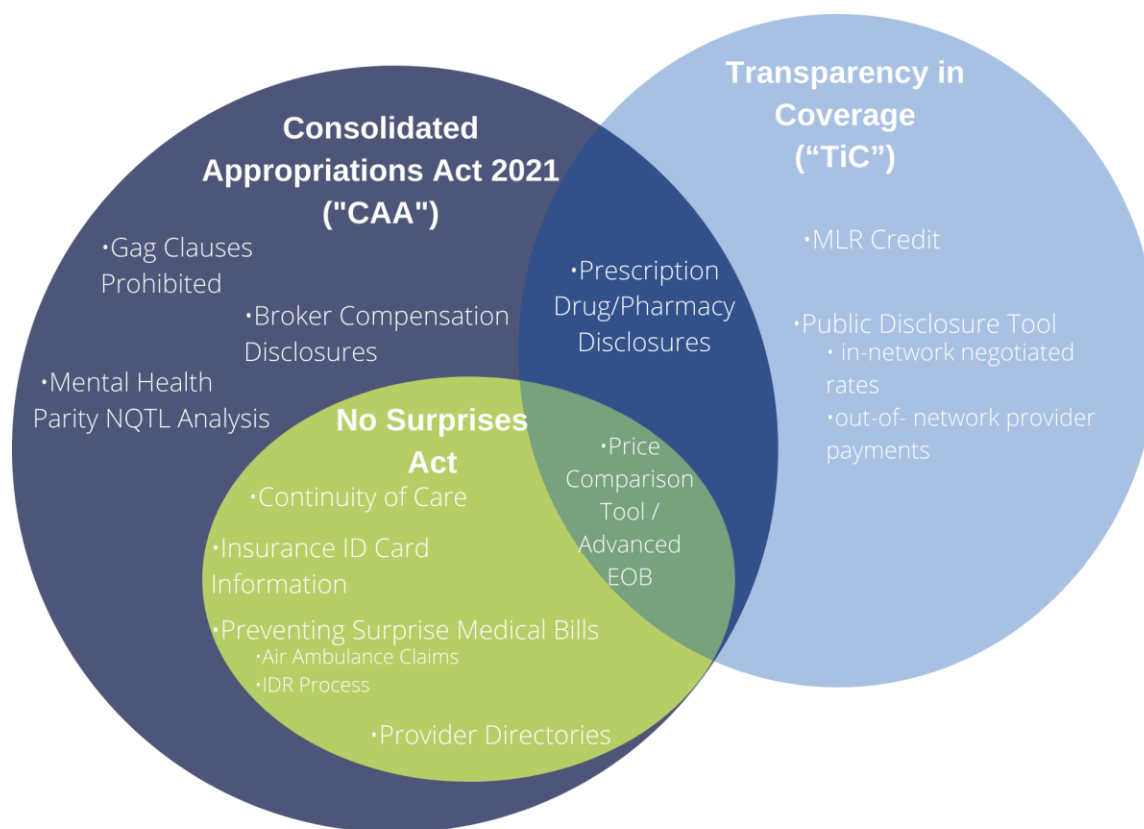 Consolidated
Appropriations Act 2021
("CAA")
•Gag Clauses
Prohibited
•Broker Compensation
Disclosures
•Mental Health
Parity NQTL Analysis
No Surprises
Act
•Continuity of Care
•Insurance ID Card
Information
•Preventing Surprise Medical Bills
•Air Ambulance Claims
•IDR Process
•Provider Directories
•Prescription
Drug/Pharmacy
Disclosures
•Price
Comparison
Tool /
Advanced
EOB
Transparency in
Coverage
(“TiC”)
•MLR Credit
•Public Disclosure Tool
• in-network negotiated
rates
•out-of- network provider
payments